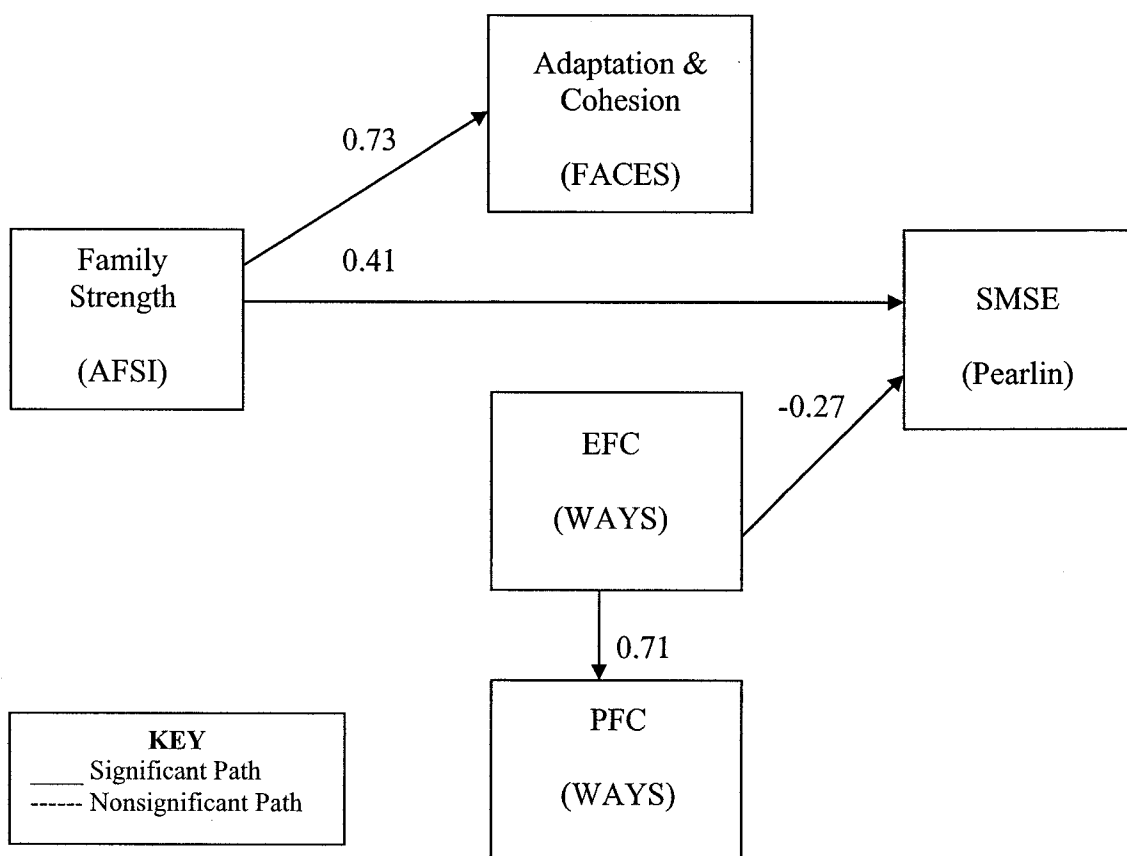 Adaptation &
Cohesion
(FACES)
0.73
Family
Strength
(AFSI)
0.41
SMSE
(Pearlin)
-0.27
EFC
(WAYS)
0.71
PFC
(WAYS)
KEY
____ Significant Path
------ Nonsignificant Path